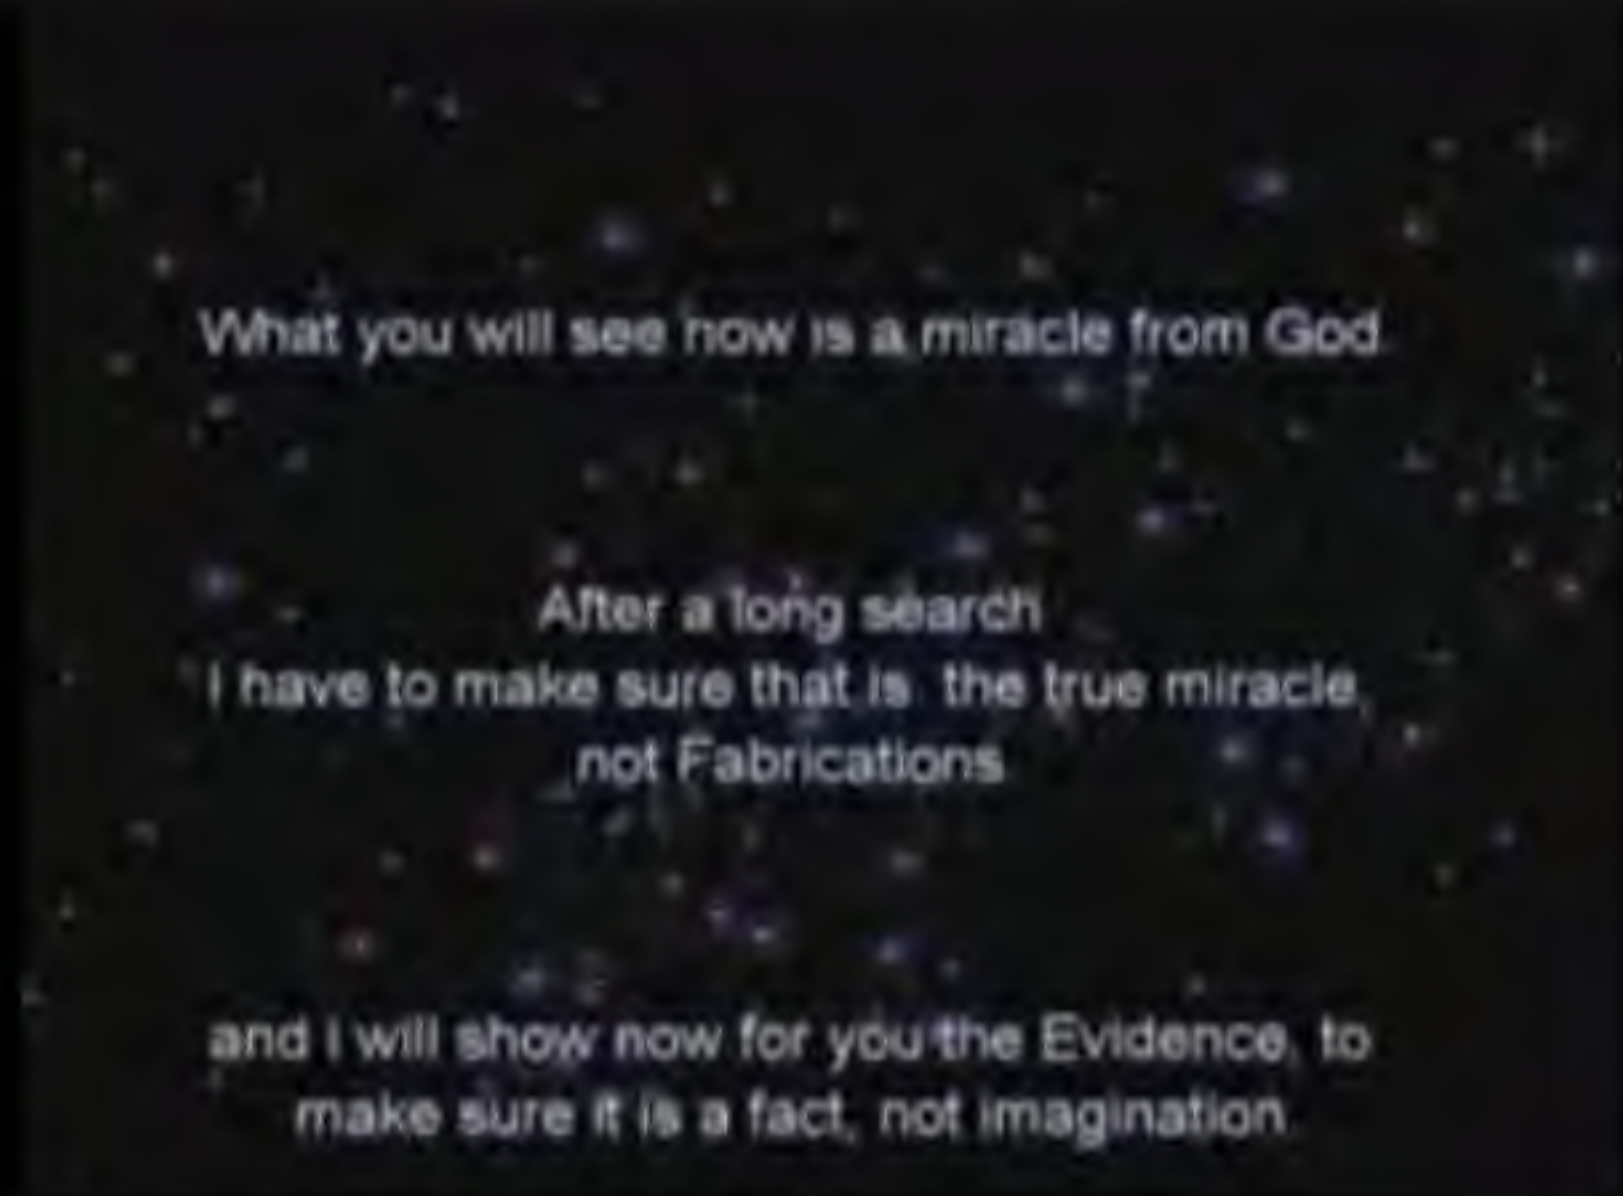 What you will see now is a miracle from God
After a long search
I have to make sure that is the true miracle,
not Fabrications
and I will show now for you the Evidence, to
make sure it is a fact, not imagination